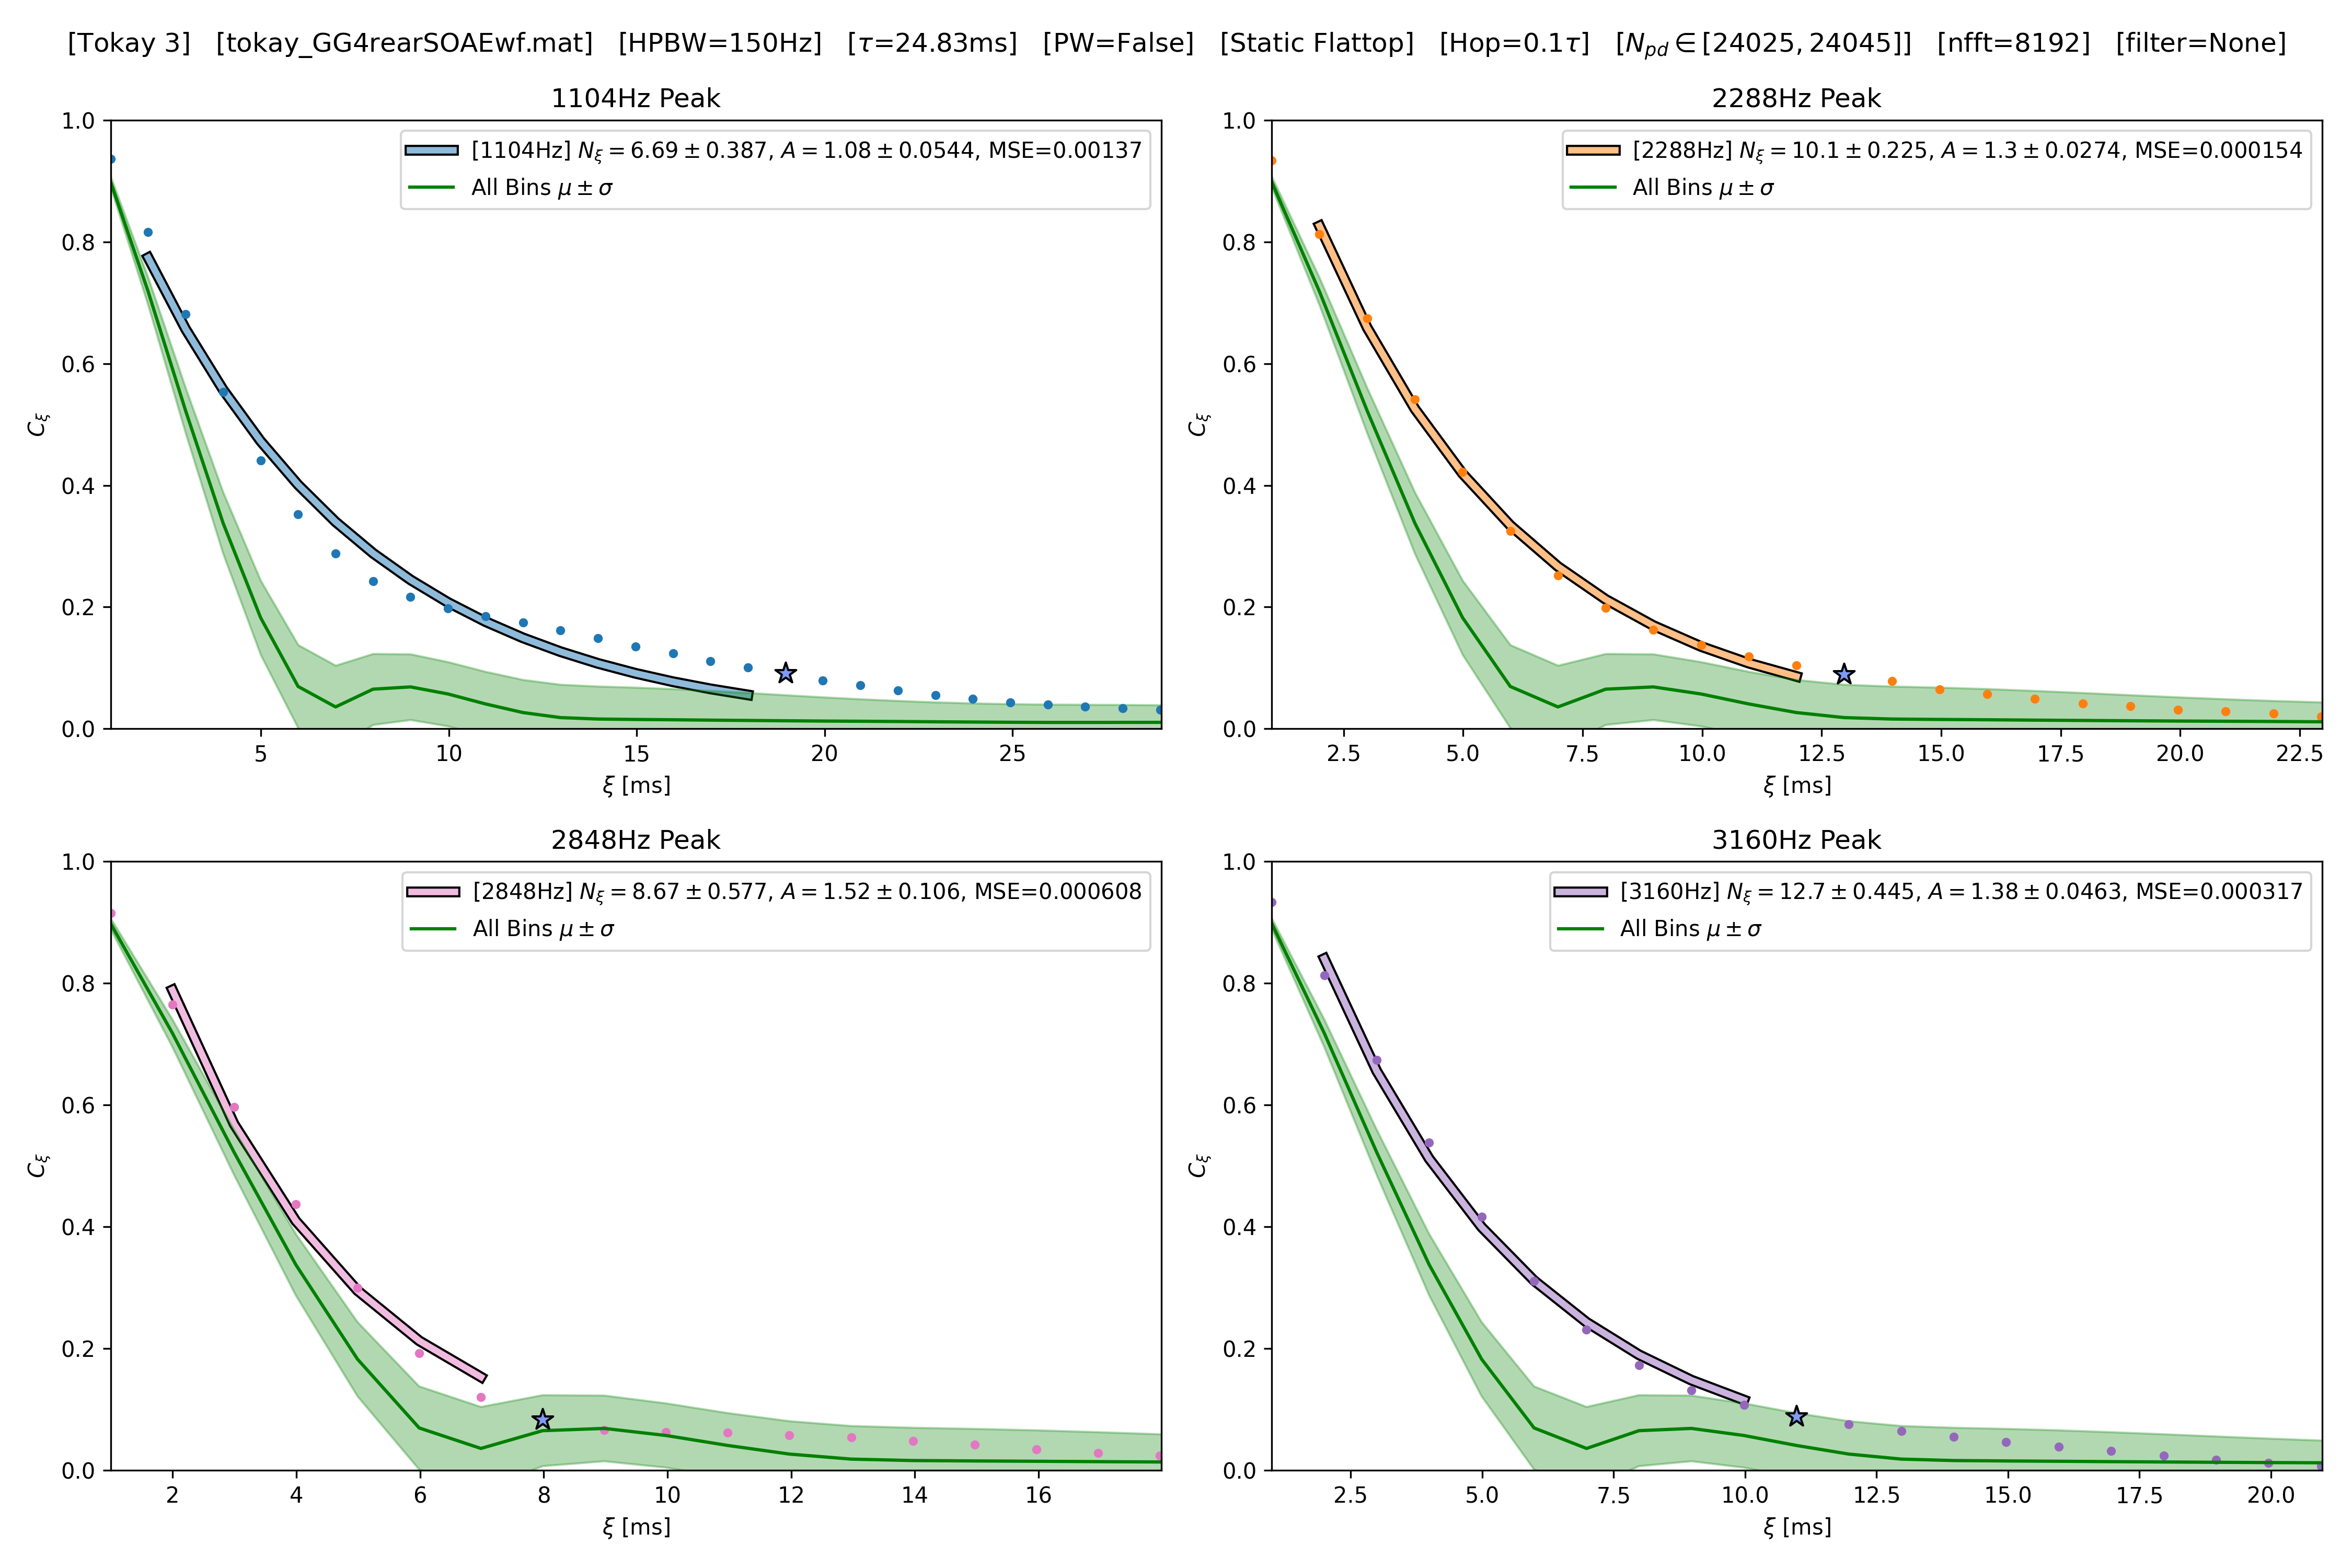 [Tokay 3] [tokay_GG4rearSOAEwf.mat] [HPBW=150Hz] [τ=24.83ms] [PW=False] [Static Flattop] [Hop=0.1τ] [N_pd ∈ [24025, 24045]] [nfft=8192] [filter=None]
1104Hz Peak
[1104Hz] N_ξ = 6.69 ± 0.387, A = 1.08 ± 0.0544, MSE=0.00137
All Bins μ ± σ
1.0
0.8
0.6
0.4
0.2
0.0
C_ξ
5 10 15 20 25
ξ [ms]
2288Hz Peak
[2288Hz] N_ξ = 10.1 ± 0.225, A = 1.3 ± 0.0274, MSE=0.000154
All Bins μ ± σ
1.0
0.8
0.6
0.4
0.2
0.0
C_ξ
2.5 5.0 7.5 10.0 12.5 15.0 17.5 20.0 22.5
ξ [ms]
2848Hz Peak
[2848Hz] N_ξ = 8.67 ± 0.577, A = 1.52 ± 0.106, MSE=0.000608
All Bins μ ± σ
1.0
0.8
0.6
0.4
0.2
0.0
C_ξ
2 4 6 8 10 12 14 16
ξ [ms]
3160Hz Peak
[3160Hz] N_ξ = 12.7 ± 0.445, A = 1.38 ± 0.0463, MSE=0.000317
All Bins μ ± σ
1.0
0.8
0.6
0.4
0.2
0.0
C_ξ
2.5 5.0 7.5 10.0 12.5 15.0 17.5 20.0
ξ [ms]